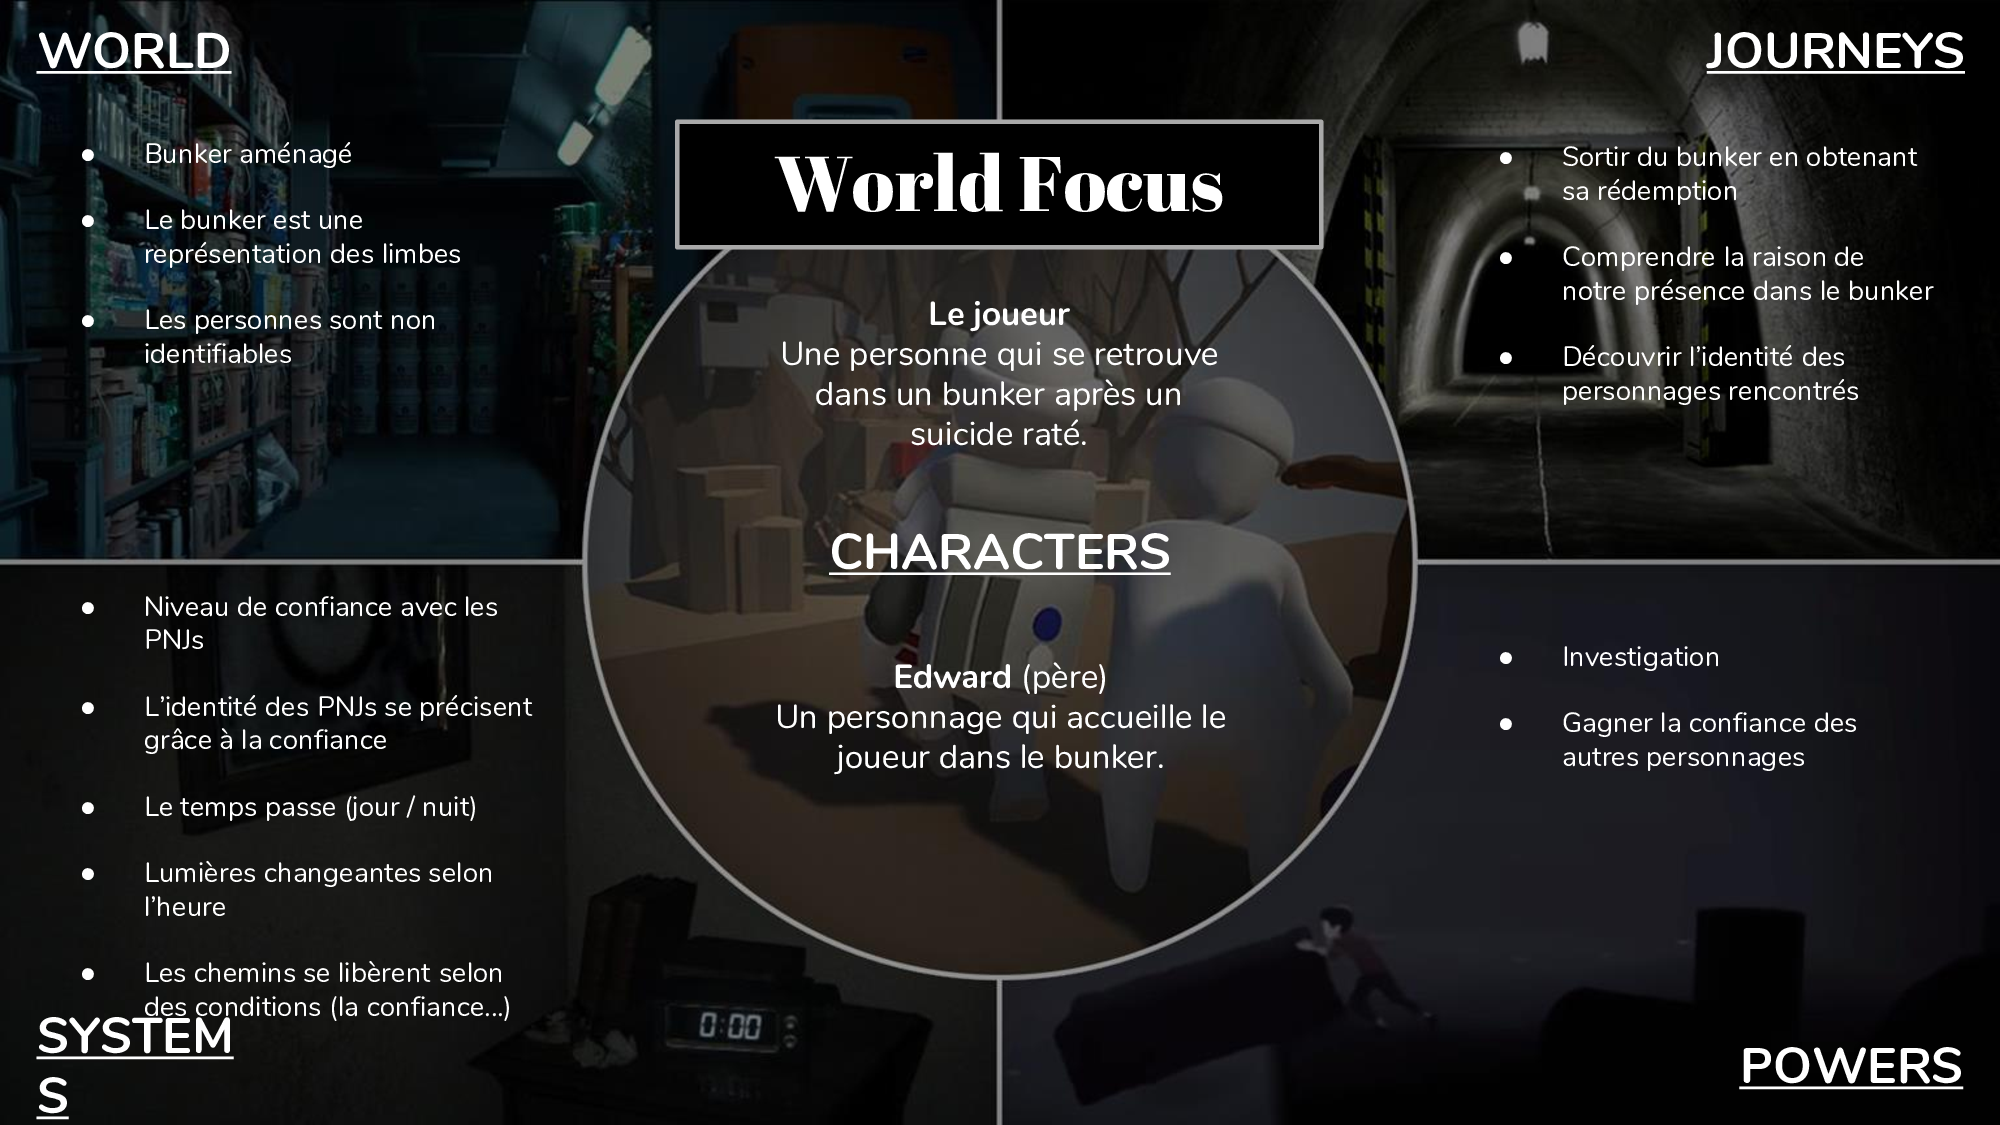 WORLD
Bunker aménagé
Le bunker est une
représentation des limbes
Les personnes sont non
identifiables
World Focus
JOURNEYS
Sortir du bunker en obtenant
sa rédemption
Comprendre la raison de
notre présence dans le bunker
Découvrir l’identité des
personnages rencontrés
Le joueur
Une personne qui se retrouve
dans un bunker après un
suicide raté.
CHARACTERS
Edward (père)
Un personnage qui accueille le
joueur dans le bunker.
Niveau de confiance avec les
PNJs
L’identité des PNJs se précisent
grâce à la confiance
Le temps passe (jour / nuit)
Lumières changeantes selon
l’heure
Les chemins se libèrent selon
des conditions (la confiance...)
SYSTEM
S
0:00
Investigation
Gagner la confiance des
autres personnages
POWERS